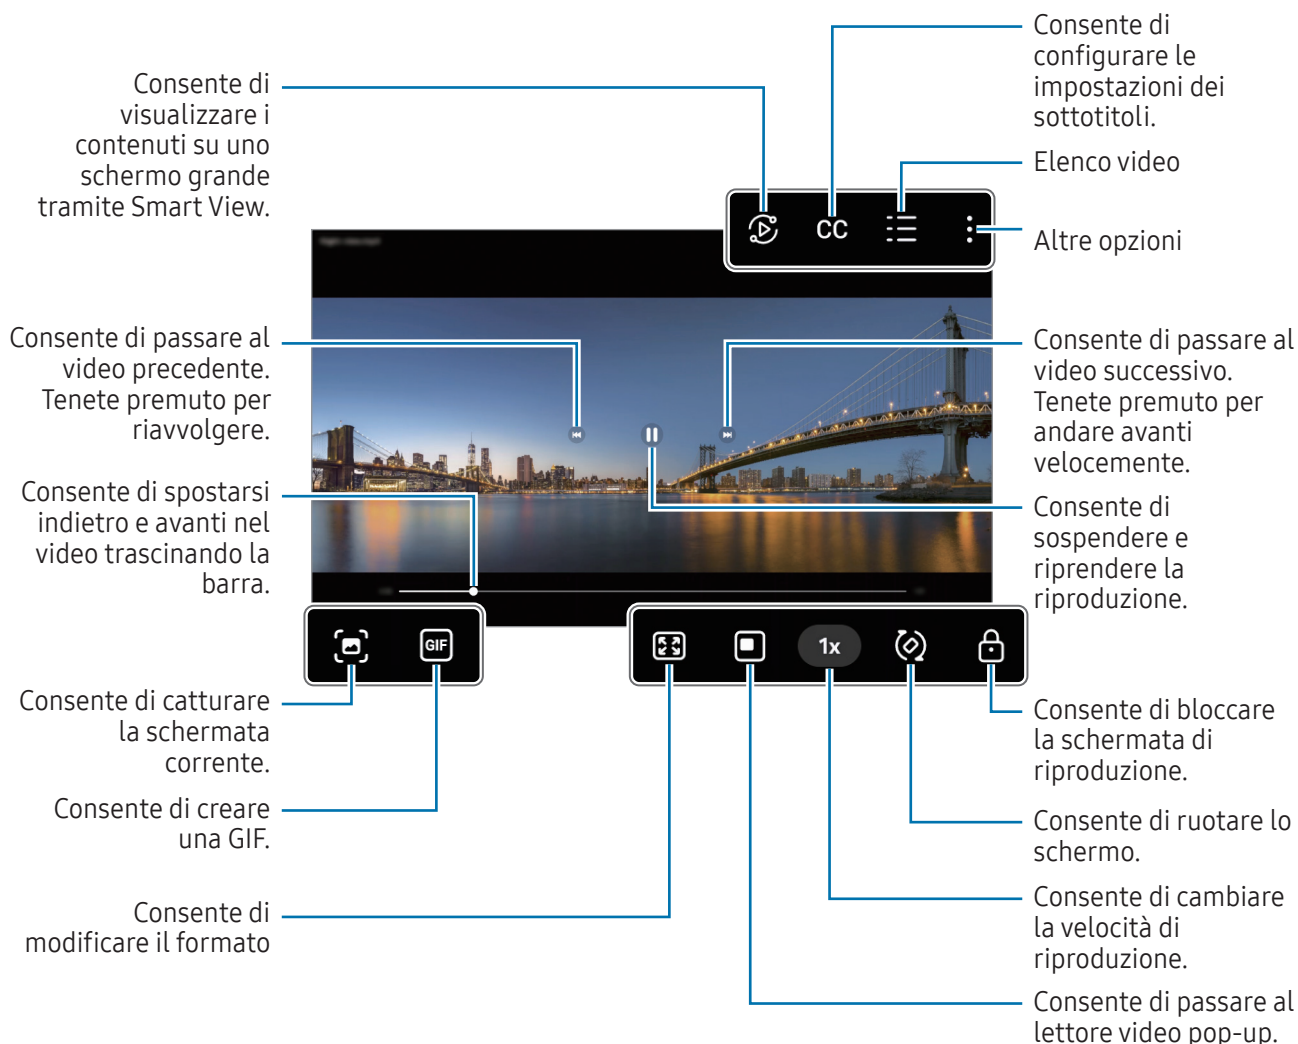 Consente di
configurare le
impostazioni dei
sottotitoli.
Consente di
visualizzare i
contenuti su uno
schermo grande
tramite Smart View.
Elenco video
Altre opzioni
CC
Consente di passare al
video precedente.
Tenete premuto per
riavvolgere.
Consente di passare al
video successivo.
Tenete premuto per
andare avanti
velocemente.
Consente di spostarsi
indietro e avanti nel
video trascinando la
barra.
Consente di
sospendere e
riprendere la
riproduzione.
GIF
1x
Consente di catturare
la schermata
corrente.
Consente di bloccare
la schermata di
riproduzione.
Consente di creare
una GIF.
Consente di ruotare lo
schermo.
Consente di
modificare il formato
Consente di cambiare
la velocità di
riproduzione.
Consente di passare al
lettore video pop-up.